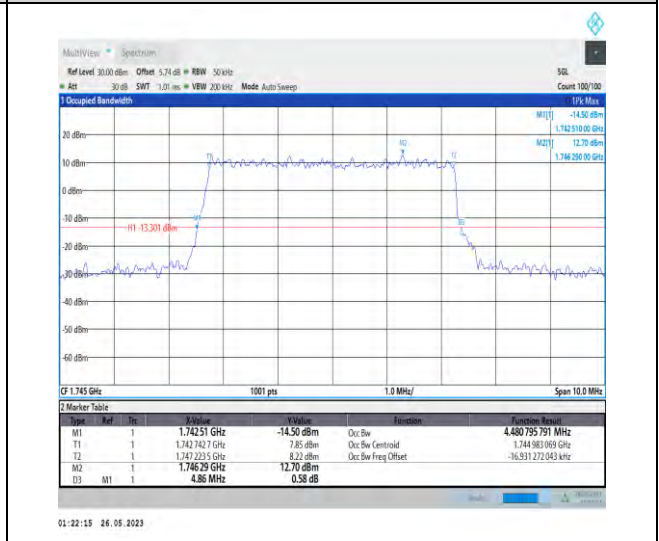 MultiView Spectrum
Ref Level 30.00 dBm Offset 5.74 dB RBW 50 kHz SGL
Att 30 dB SWT 1.01 ms VBW 200 kHz Mode Auto Sweep Count 100/100
1 Occupied Bandwidth 1Pk Max
M1[1] -14.50 dBm
1.742 510 00 GHz
M2[1] 12.70 dBm
1.746 290 00 GHz
20 dBm
M2
T1
T2
10 dBm
0 dBm
-10 dBm
M1
D3
H1 -13.301 dBm
-20 dBm
-30 dBm
-40 dBm
-50 dBm
-60 dBm
CF 1.745 GHz 1001 pts 1.0 MHz/ Span 10.0 MHz
2 Marker Table
Type Ref Trc X-Value Y-Value Function Function Result
M1 1 1.74251 GHz -14.50 dBm Occ Bw 4.480 795 791 MHz
T1 1 1.742 742 7 GHz 7.85 dBm Occ Bw Centroid 1.744 983 069 GHz
T2 1 1.747 223 5 GHz 8.22 dBm Occ Bw Freq Offset -16.931 272 043 kHz
M2 1 1.746 29 GHz 12.70 dBm
D3 M1 1 4.86 MHz 0.58 dB
01:22:15 26.05.2023